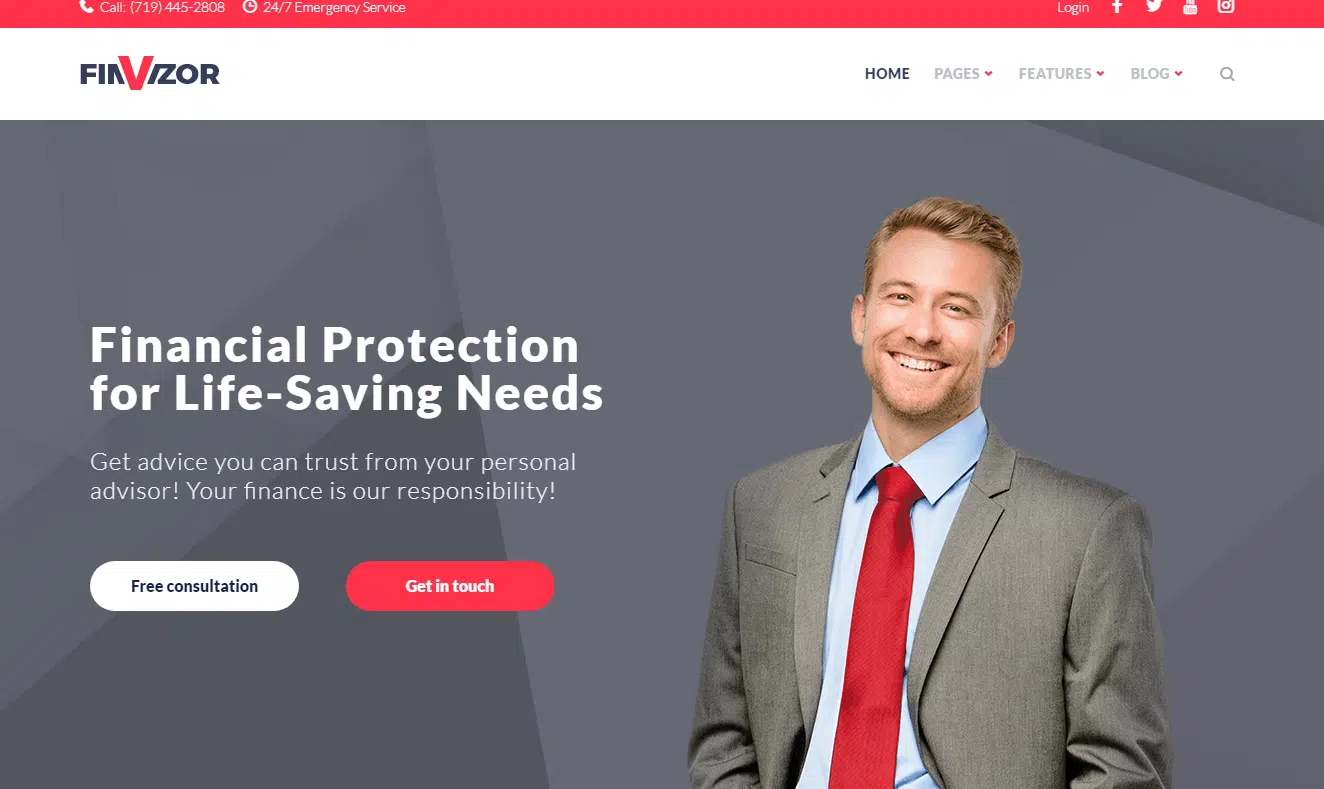 Call: (719) 445-2808 24/7 Emergency Service Login
FINVIZOR HOME PAGES FEATURES BLOG
Financial Protection
for Life-Saving Needs
Get advice you can trust from your personal
advisor! Your finance is our responsibility!
Free consultation Get in touch